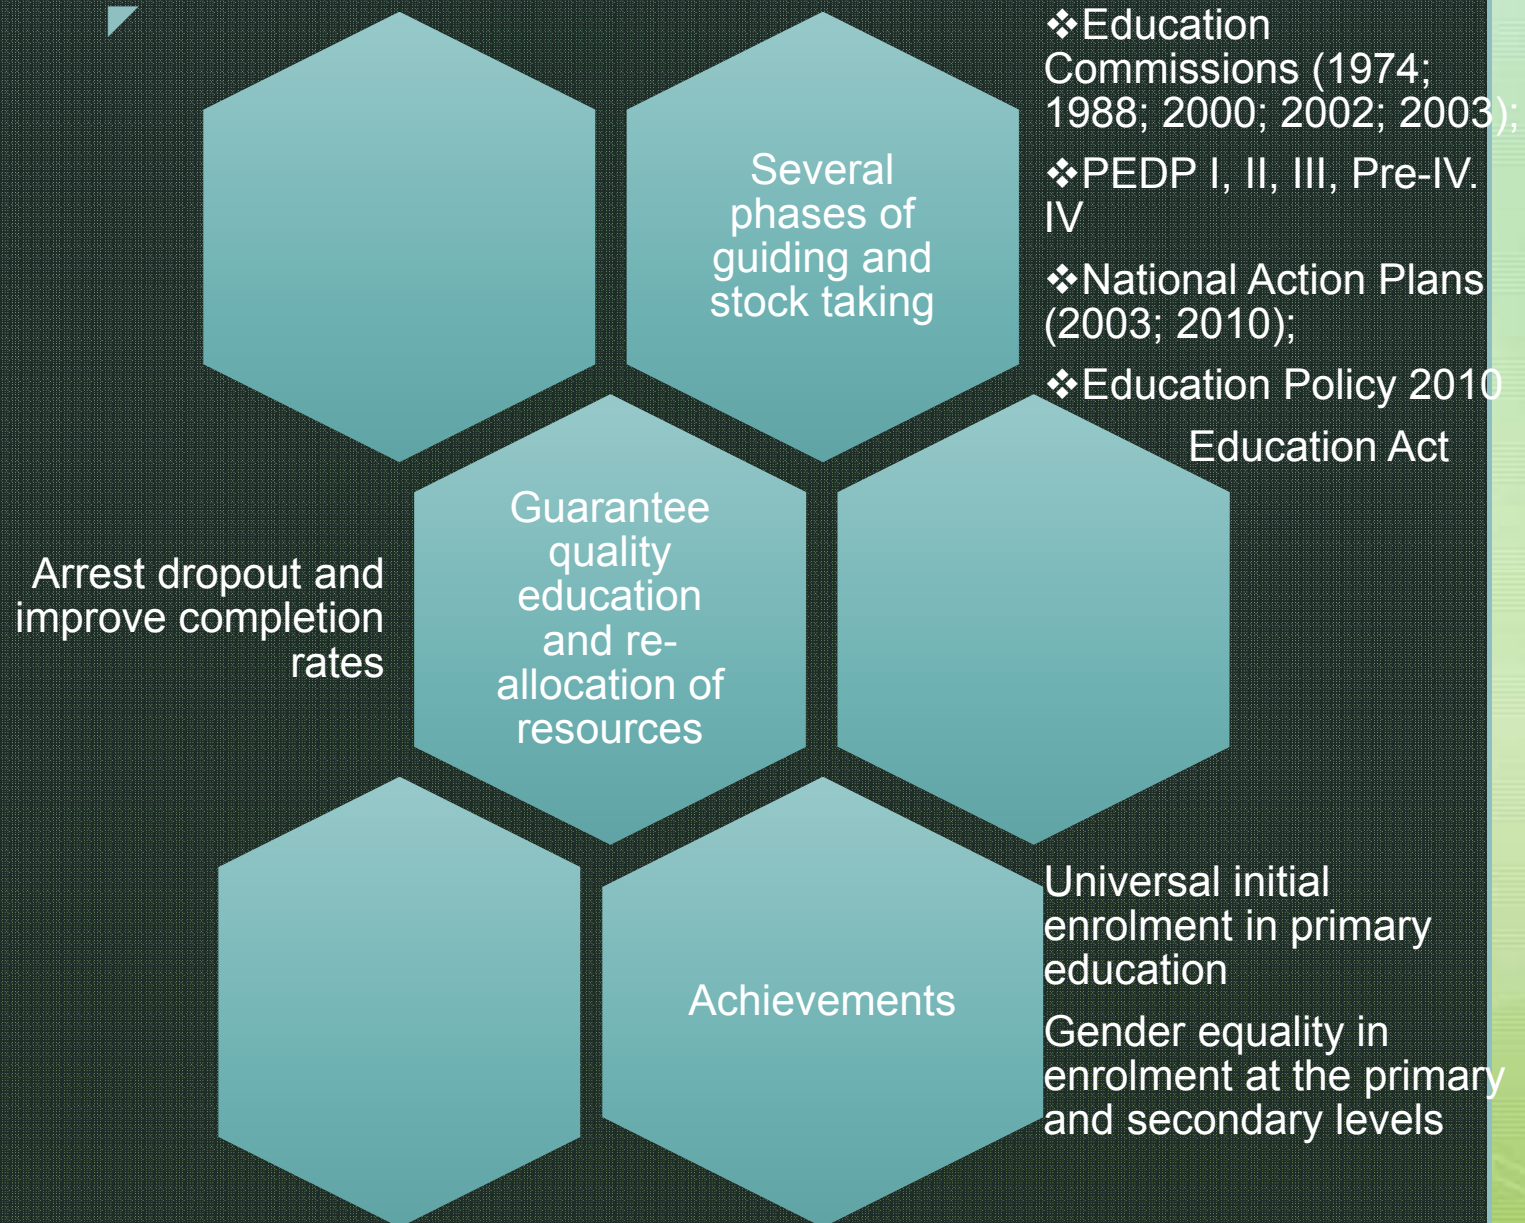 Several
phases of
guiding and
stock taking
❖Education
Commissions (1974;
1988; 2000; 2002; 2003);
❖PEDP I, II, III, Pre-IV.
IV
❖National Action Plans
(2003; 2010);
❖Education Policy 2010
Education Act
Arrest dropout and
improve completion
rates
Guarantee
quality
education
and re-
allocation of
resources
Achievements
Universal initial
enrolment in primary
education
Gender equality in
enrolment at the primary
and secondary levels